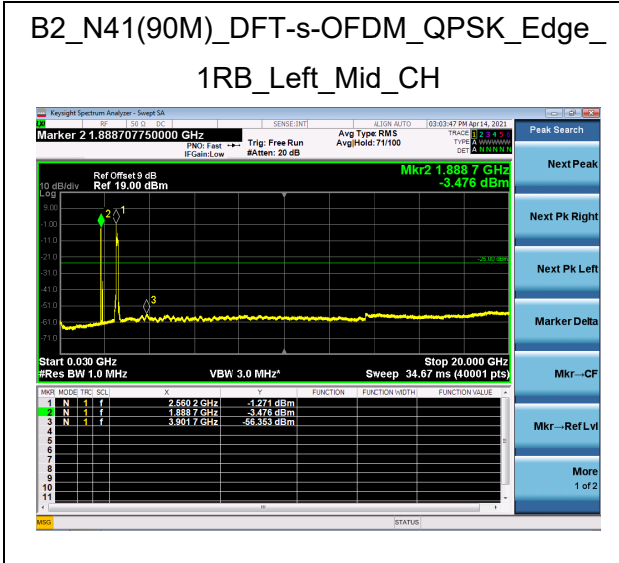 B2_N41(90M)_DFT-s-OFDM_QPSK_Edge_
1RB_Left_Mid_CH
Keysight Spectrum Analyzer - Swept SA
RF 50 Ω DC SENSE:INT ALIGN AUTO 03:03:47 PM Apr 14, 2021
Marker 2 1.888707750000 GHz
PNO: Fast
IFGain:Low
Trig: Free Run
#Atten: 20 dB
Avg Type: RMS
Avg|Hold: 71/100
TRACE 1 2 3 4 5 6
TYPE A WWWWW
DET A NNNNN
Peak Search
Next Peak
Next Pk Right
Next Pk Left
Marker Delta
Mkr→CF
Mkr→RefLvl
More
1 of 2
Mkr2 1.888 7 GHz
-3.476 dBm
Ref Offset 9 dB
10 dB/div Ref 19.00 dBm
Log
9.00
-1.00
-11.0
-21.0
-31.0
-41.0
-51.0
-61.0
-71.0
2 1
3
-25.00 dBm
Start 0.030 GHz Stop 20.000 GHz
#Res BW 1.0 MHz VBW 3.0 MHz* Sweep 34.67 ms (40001 pts)
MKR MODE TRC SCL X Y FUNCTION FUNCTION WIDTH FUNCTION VALUE
1 N 1 f 2.560 2 GHz -1.271 dBm
2 N 1 f 1.888 7 GHz -3.476 dBm
3 N 1 f 3.901 7 GHz -56.353 dBm
4
5
6
7
8
9
10
11
MSG STATUS